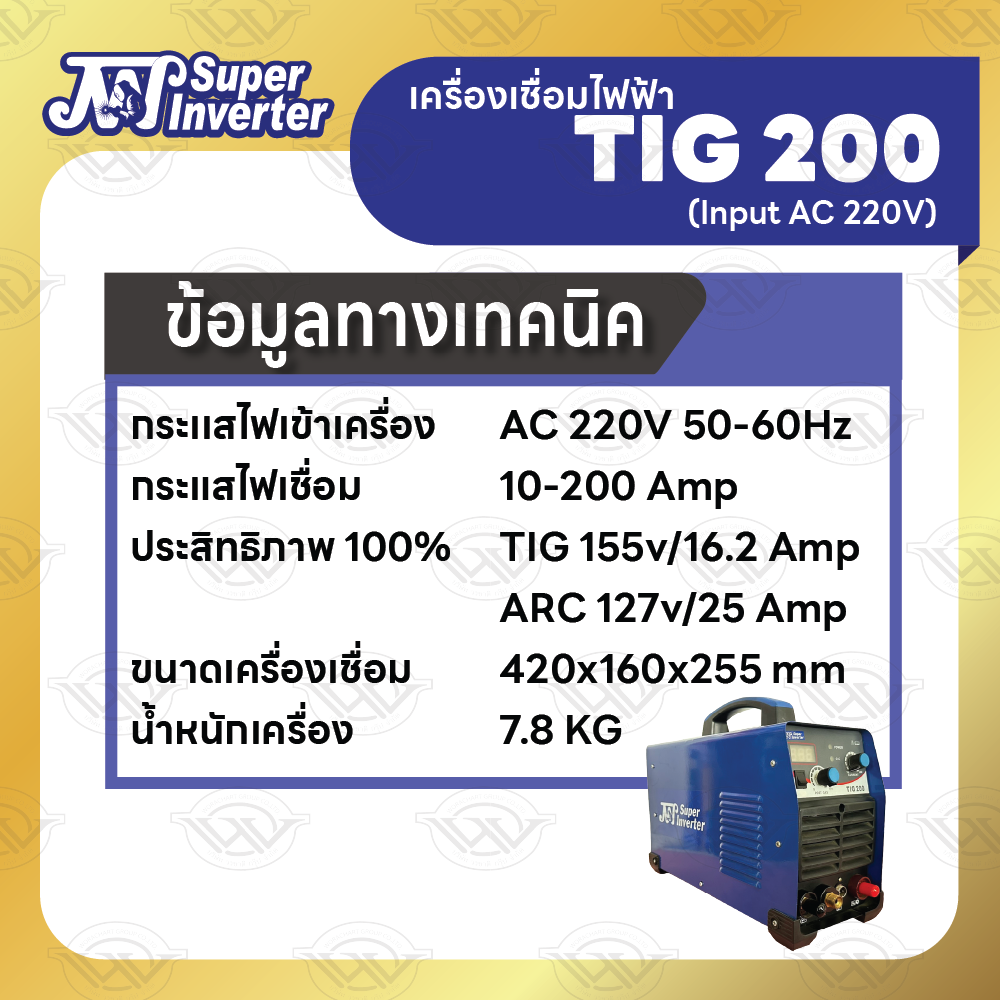 JNT Super
Inverter
เครื่องเชื่อมไฟฟ้า
TIG 200
(Input AC 220V)
ข้อมูลทางเทคนิค
กระแสไฟเข้าเครื่อง AC 220V 50-60Hz
กระแสไฟเชื่อม 10-200 Amp
ประสิทธิภาพ 100% TIG 155v/16.2 Amp
ARC 127v/25 Amp
ขนาดเครื่องเชื่อม 420x160x255 mm
น้ำหนักเครื่อง 7.8 KG
Super
Inverter
TIG 200